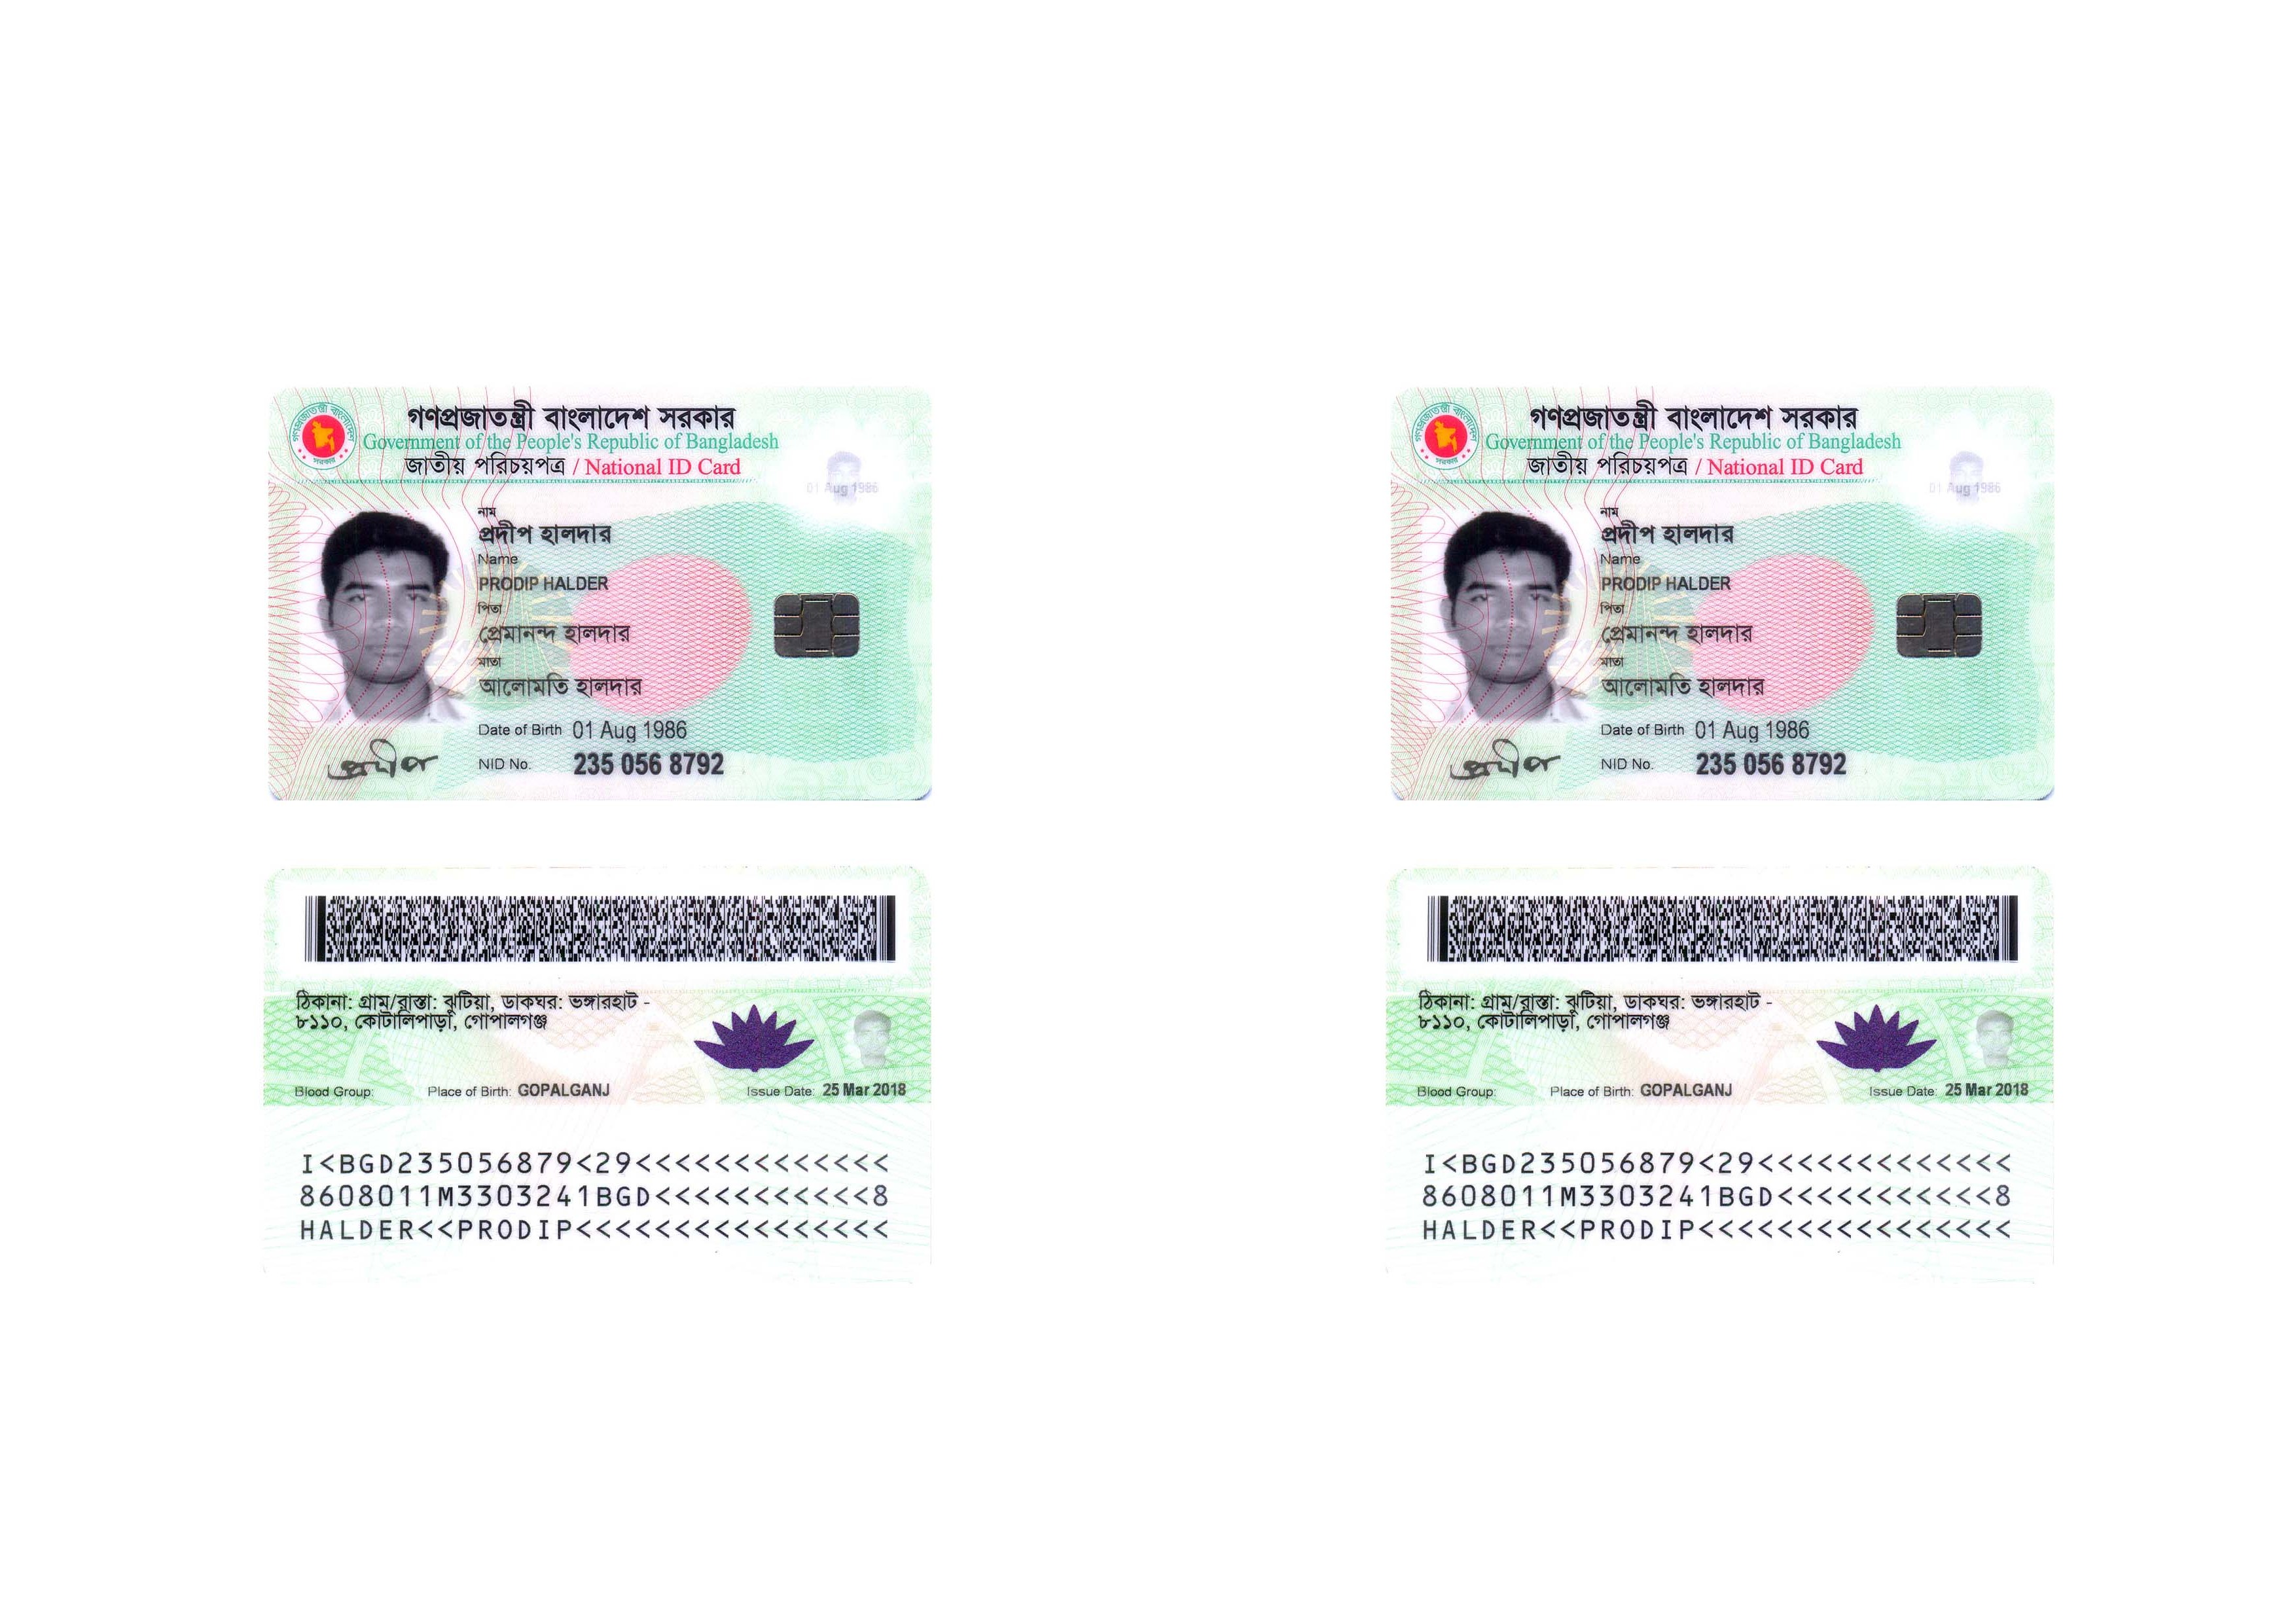 গণপ্রজাতন্ত্রী বাংলাদেশ সরকার
Government of the People's Republic of Bangladesh
জাতীয় পরিচয়পত্র / National ID Card
01 Aug 1986
নাম
প্রদীপ হালদার
Name
PRODIP HALDER
পিতা
প্রেমানন্দ হালদার
মাতা
আলোমতি হালদার
Date of Birth 01 Aug 1986
প্রদীপ
NID No. 235 056 8792
ঠিকানা: গ্রাম/রাস্তা: ঝুটিয়া, ডাকঘর: ভঙ্গারহাট -
৮১১০, কোটালিপাড়া, গোপালগঞ্জ
Blood Group: Place of Birth: GOPALGANJ Issue Date: 25 Mar 2018
I<BGD235056879<29<<<<<<<<<<<<<
8608011M3303241BGD<<<<<<<<<<<8
HALDER<<PRODIP<<<<<<<<<<<<<<<<
গণপ্রজাতন্ত্রী বাংলাদেশ সরকার
Government of the People's Republic of Bangladesh
জাতীয় পরিচয়পত্র / National ID Card
01 Aug 1986
নাম
প্রদীপ হালদার
Name
PRODIP HALDER
পিতা
প্রেমানন্দ হালদার
মাতা
আলোমতি হালদার
Date of Birth 01 Aug 1986
প্রদীপ
NID No. 235 056 8792
ঠিকানা: গ্রাম/রাস্তা: ঝুটিয়া, ডাকঘর: ভঙ্গারহাট -
৮১১০, কোটালিপাড়া, গোপালগঞ্জ
Blood Group: Place of Birth: GOPALGANJ Issue Date: 25 Mar 2018
I<BGD235056879<29<<<<<<<<<<<<<
8608011M3303241BGD<<<<<<<<<<<8
HALDER<<PRODIP<<<<<<<<<<<<<<<<